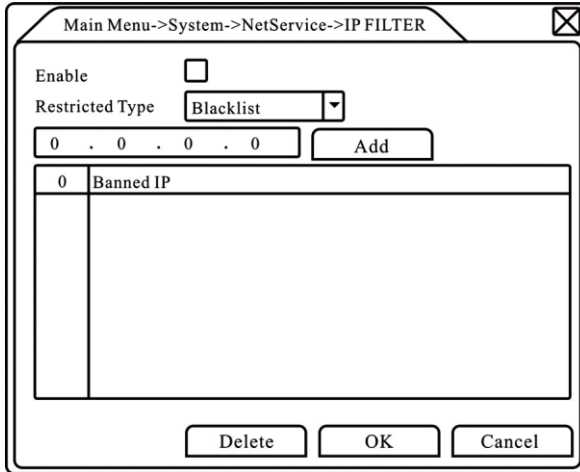 Main Menu->System->NetService->IP FILTER
Enable
Restricted Type Blacklist
0 . 0 . 0 . 0 Add
0 Banned IP
Delete OK Cancel